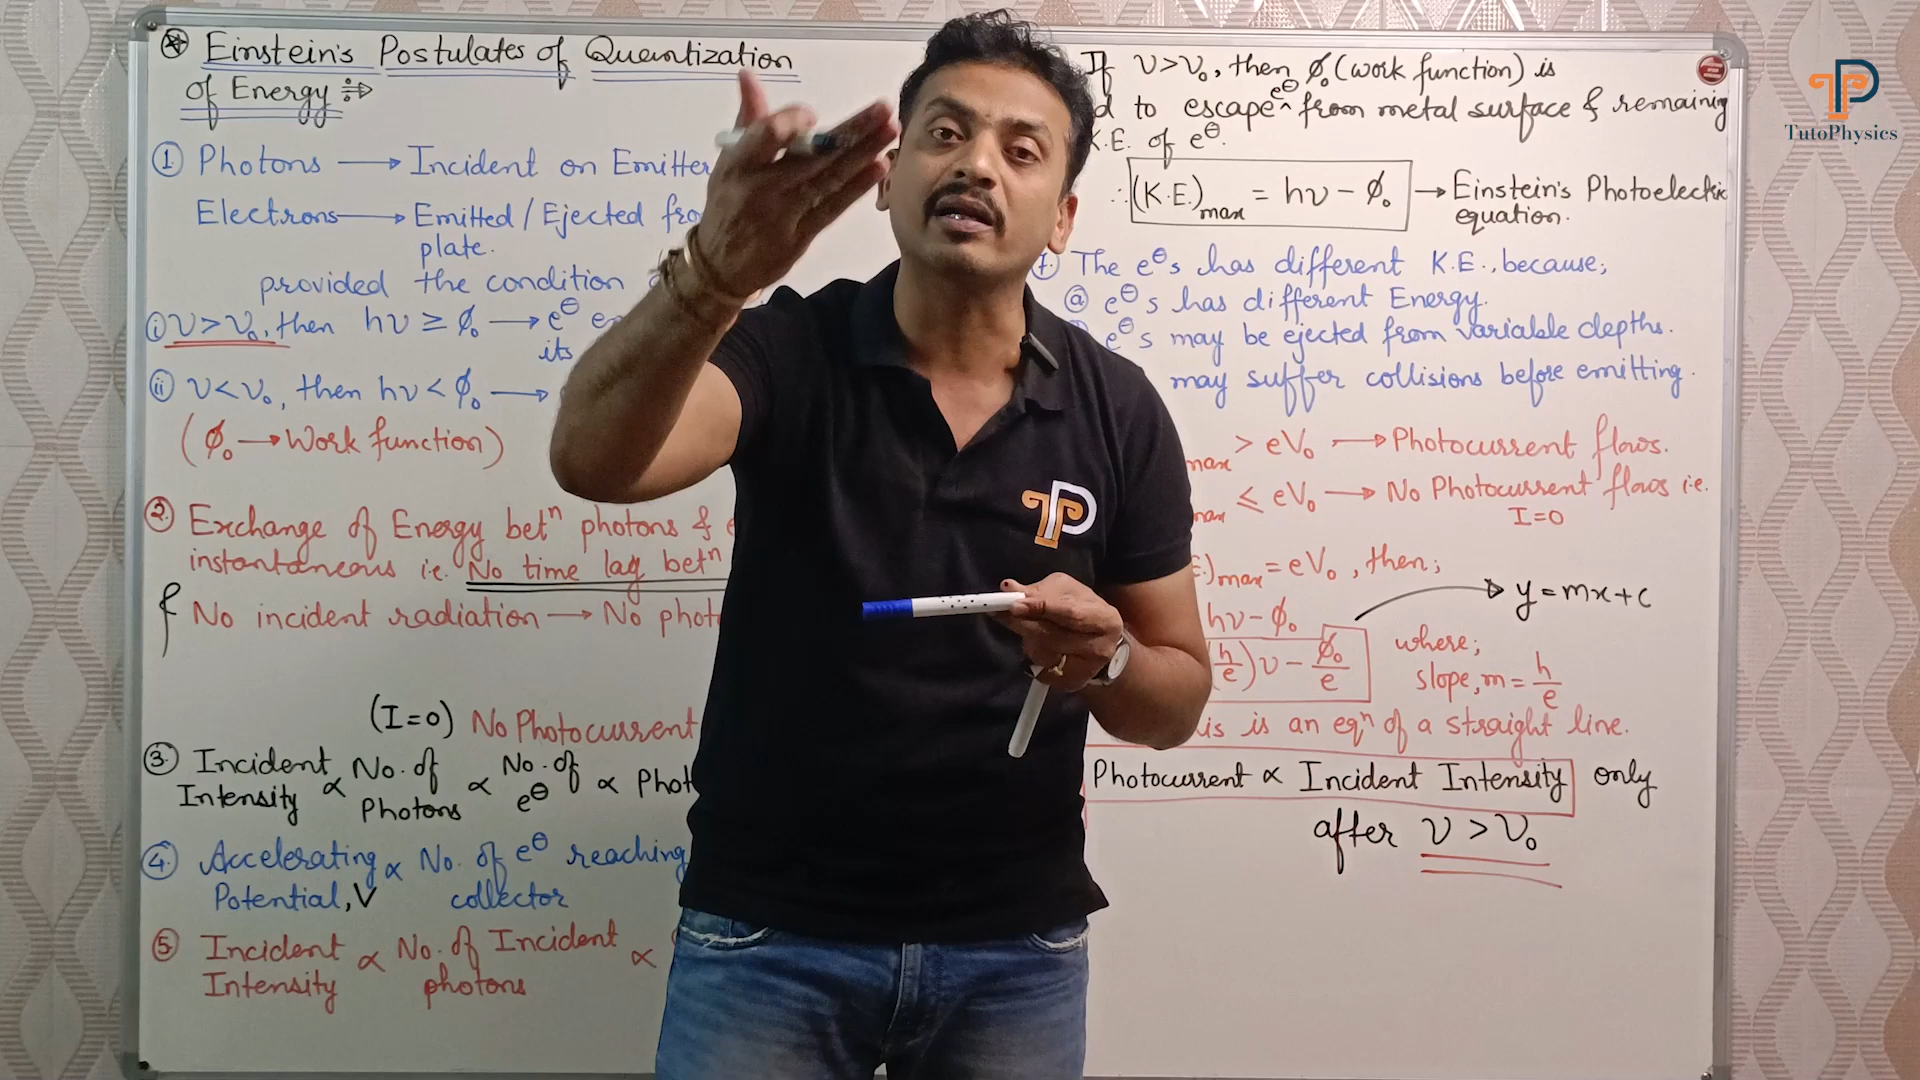 Einstein's Postulates of Quantization
of Energy
① Photons → Incident on Emitter
Electrons → Emitted / Ejected
plate.
provided the condition
ⓘ ν > ν₀, then hν ≥ ϕ₀ → e⊖
its
ⓘⓘ ν < ν₀, then hν < ϕ₀ →
(ϕ₀ → Work function)
② Exchange of Energy betⁿ photons &
instantaneous i.e. No time lag betⁿ
& No incident radiation → No
(I=0) No Photocurrent
③ Incident Intensity ∝ No. of Photons ∝ No. of e⊖ ∝
④ Accelerating Potential, V ∝ No. of e⊖ reaching collector
⑤ Incident Intensity ∝ No. of Incident photons ∝
If ν > ν₀, then ϕ₀ (work function) is
to escape e⊖ from metal surface & remaining
K.E. of e⊖.
∴ (K.E.)max = hν − ϕ₀ → Einstein's Photoelectric
equation.
7. The e⊖s has different K.E., because;
ⓐ e⊖s has different Energy.
e⊖s may be ejected from variable depths.
may suffer collisions before emitting.
max > eV₀ → Photocurrent flows.
max ≤ eV₀ → No Photocurrent flows i.e.
I=0
)max = eV₀, then;
hν − ϕ₀
y = mx + c
(h/e)ν − ϕ₀/e
where;
slope, m = h/e
is an eqⁿ of a straight line.
Photocurrent ∝ Incident Intensity only
after ν > ν₀
TP
TutoPhysics
TP